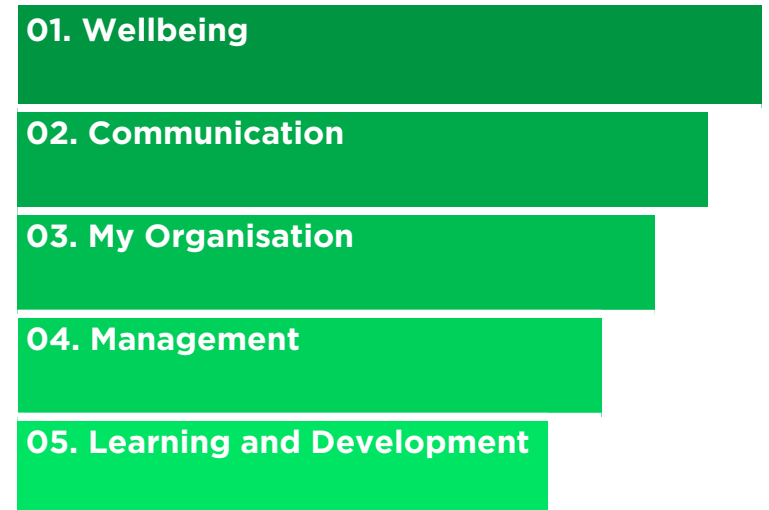 01. Wellbeing
02. Communication
03. My Organisation
04. Management
05. Learning and Development